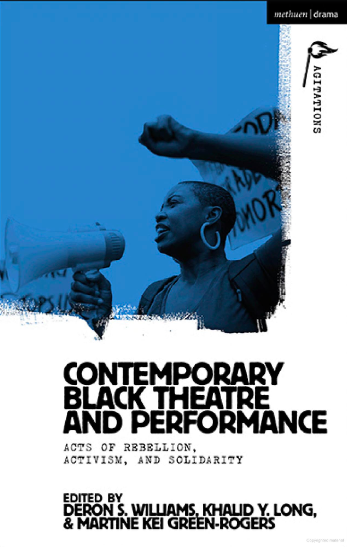 methuen | drama
AGITATIONS
CONTEMPORARY
BLACK THEATRE
AND PERFORMANCE
ACTS OF REBELLION,
ACTIVISM, AND SOLIDARITY
EDITED BY
DERON S. WILLIAMS, KHALID Y. LONG,
& MARTINE KEI GREEN-ROGERS